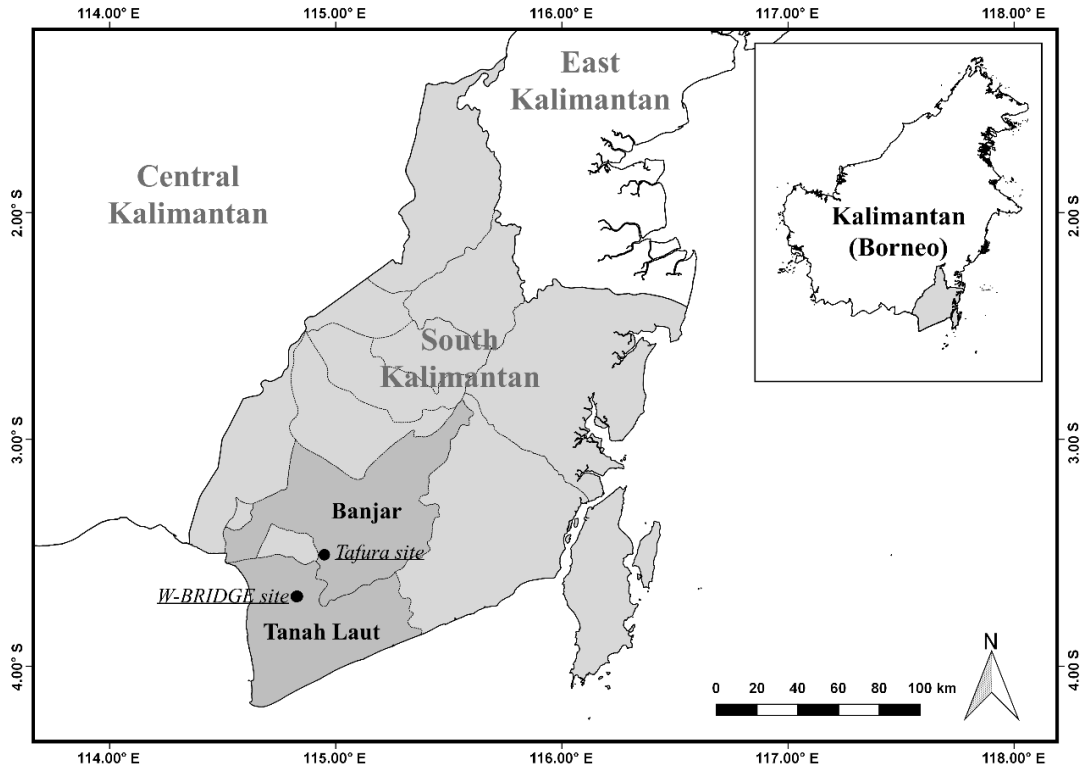 114.00° E
115.00° E
116.00° E
117.00° E
118.00° E
East
Kalimantan
Central
Kalimantan
2.00° S
2.00° S
Kalimantan
(Borneo)
South
Kalimantan
3.00° S
3.00° S
Banjar
Tafura site
W-BRIDGE site
Tanah Laut
4.00° S
4.00° S
N
0 20 40 60 80 100 km
114.00° E
115.00° E
116.00° E
117.00° E
118.00° E